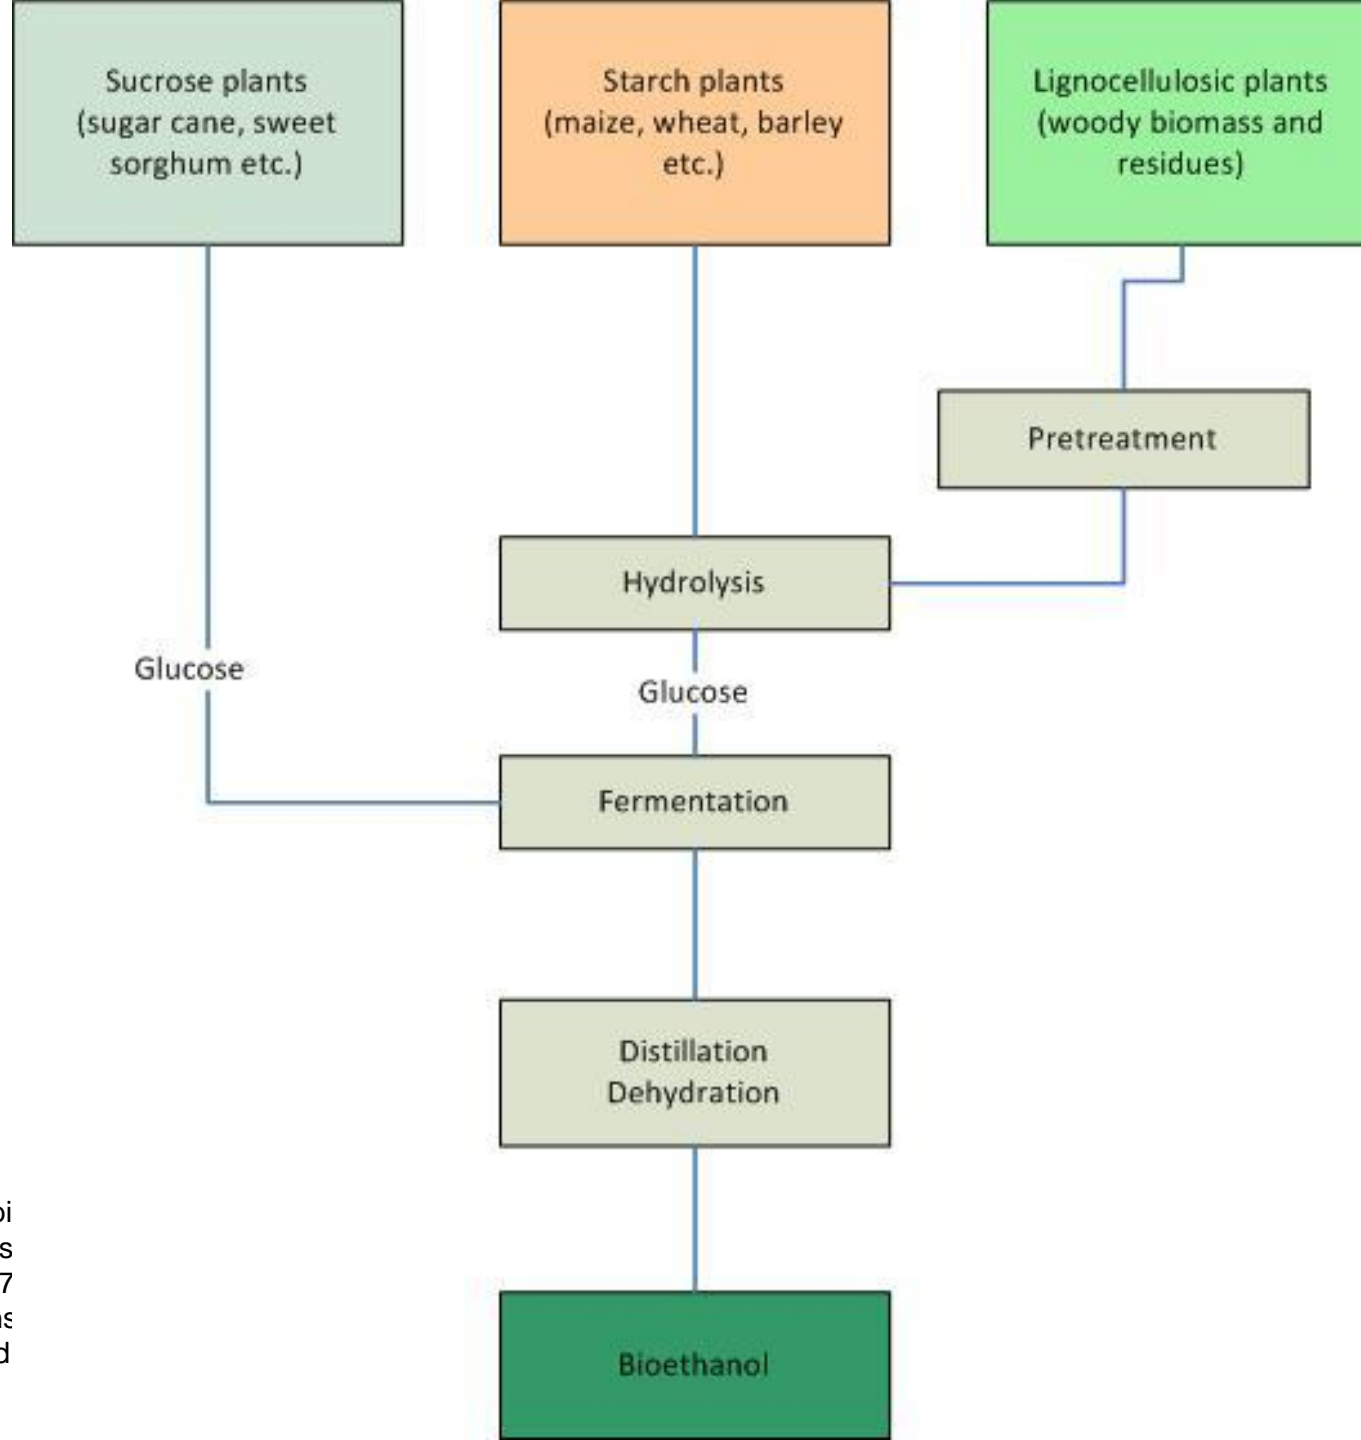 Sucrose plants
(sugar cane, sweet
sorghum etc.)
Starch plants
(maize, wheat, barley
etc.)
Lignocellulosic plants
(woody biomass and
residues)
Pretreatment
Hydrolysis
Glucose
Glucose
Fermentation
Distillation
Dehydration
Bioethanol